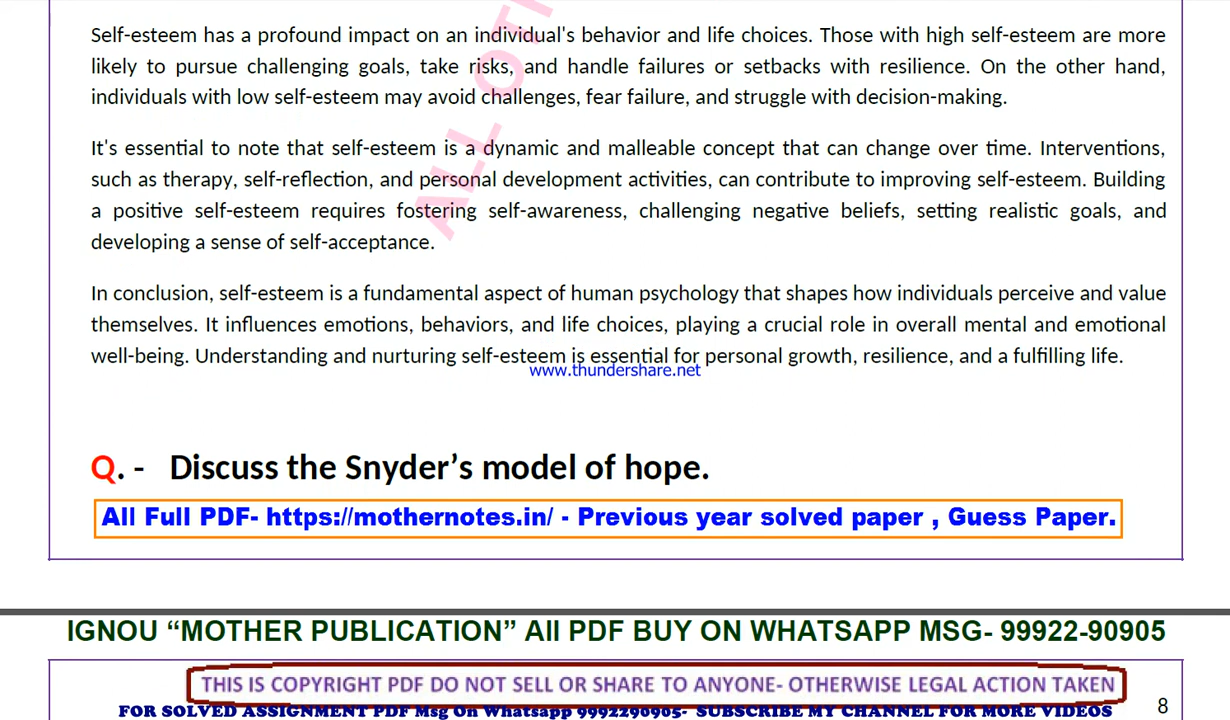 Self-esteem has a profound impact on an individual's behavior and life choices. Those with high self-esteem are more
likely to pursue challenging goals, take risks, and handle failures or setbacks with resilience. On the other hand,
individuals with low self-esteem may avoid challenges, fear failure, and struggle with decision-making.
It's essential to note that self-esteem is a dynamic and malleable concept that can change over time. Interventions,
such as therapy, self-reflection, and personal development activities, can contribute to improving self-esteem. Building
a positive self-esteem requires fostering self-awareness, challenging negative beliefs, setting realistic goals, and
developing a sense of self-acceptance.
In conclusion, self-esteem is a fundamental aspect of human psychology that shapes how individuals perceive and value
themselves. It influences emotions, behaviors, and life choices, playing a crucial role in overall mental and emotional
well-being. Understanding and nurturing self-esteem is essential for personal growth, resilience, and a fulfilling life.
www.thundershare.net
ALL OTH
Q. - Discuss the Snyder’s model of hope.
All Full PDF- https://mothernotes.in/ - Previous year solved paper , Guess Paper.
IGNOU “MOTHER PUBLICATION” All PDF BUY ON WHATSAPP MSG- 99922-90905
THIS IS COPYRIGHT PDF DO NOT SELL OR SHARE TO ANYONE- OTHERWISE LEGAL ACTION TAKEN
FOR SOLVED ASSIGNMENT PDF Msg On Whatsapp 9992290905- SUBSCRIBE MY CHANNEL FOR MORE VIDEOS
8